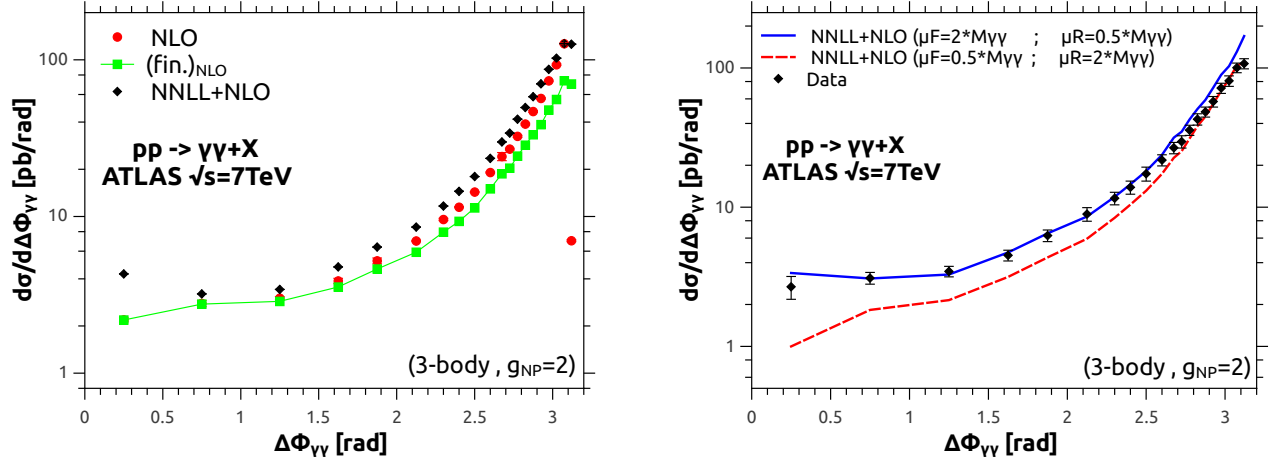 NLO
(fin.)NLO
NNLL+NLO
pp -> γγ+X
ATLAS √s=7TeV
(3-body , gNP=2)
100
10
1
dσ/dΔΦγγ [pb/rad]
0 0.5 1 1.5 2 2.5 3
ΔΦγγ [rad]
NNLL+NLO (μF=2*Mγγ ; μR=0.5*Mγγ)
NNLL+NLO (μF=0.5*Mγγ ; μR=2*Mγγ)
Data
pp -> γγ+X
ATLAS √s=7TeV
(3-body , gNP=2)
100
10
1
dσ/dΔΦγγ [pb/rad]
0 0.5 1 1.5 2 2.5 3
ΔΦγγ [rad]